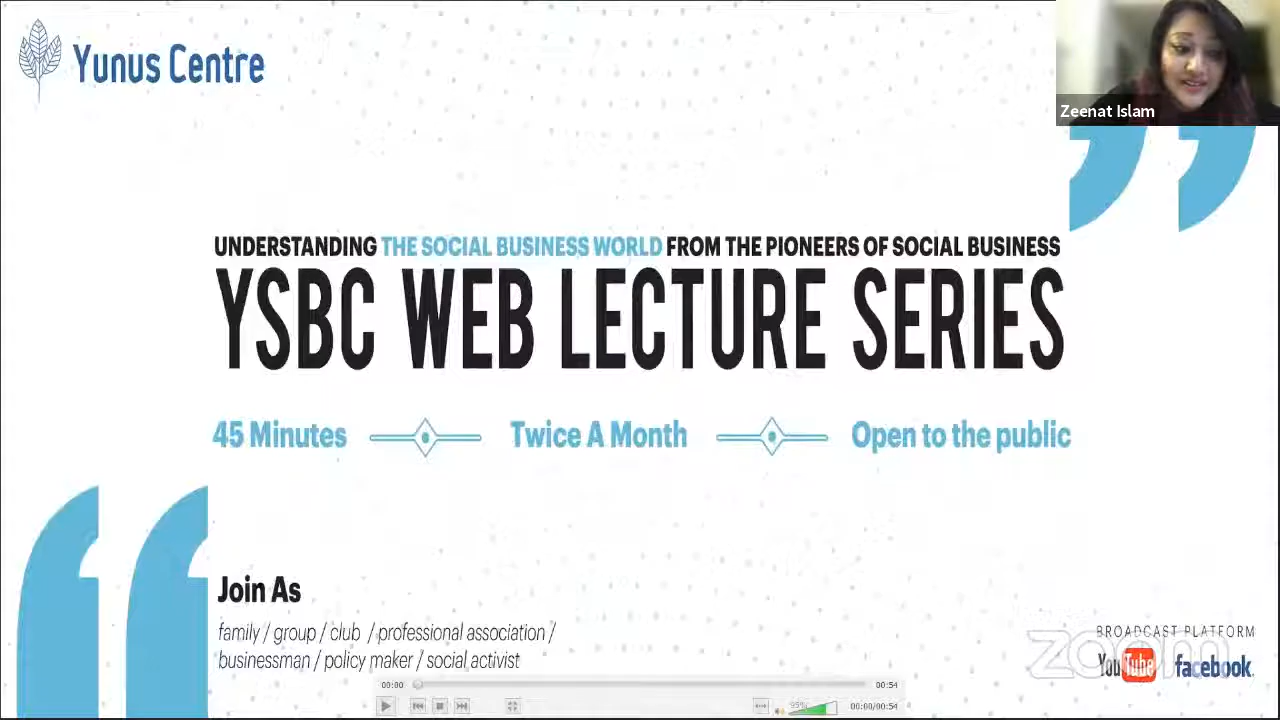 Yunus Centre
Zeenat Islam
UNDERSTANDING THE SOCIAL BUSINESS WORLD FROM THE PIONEERS OF SOCIAL BUSINESS
YSBC WEB LECTURE SERIES
45 Minutes
Twice A Month
Open to the public
Join As
family / group / club / professional association /
businessman / policy maker / social activist
BROADCAST PLATFORM
zoom
YouTube
facebook.
00:00
00:54
95%
00:00/00:54